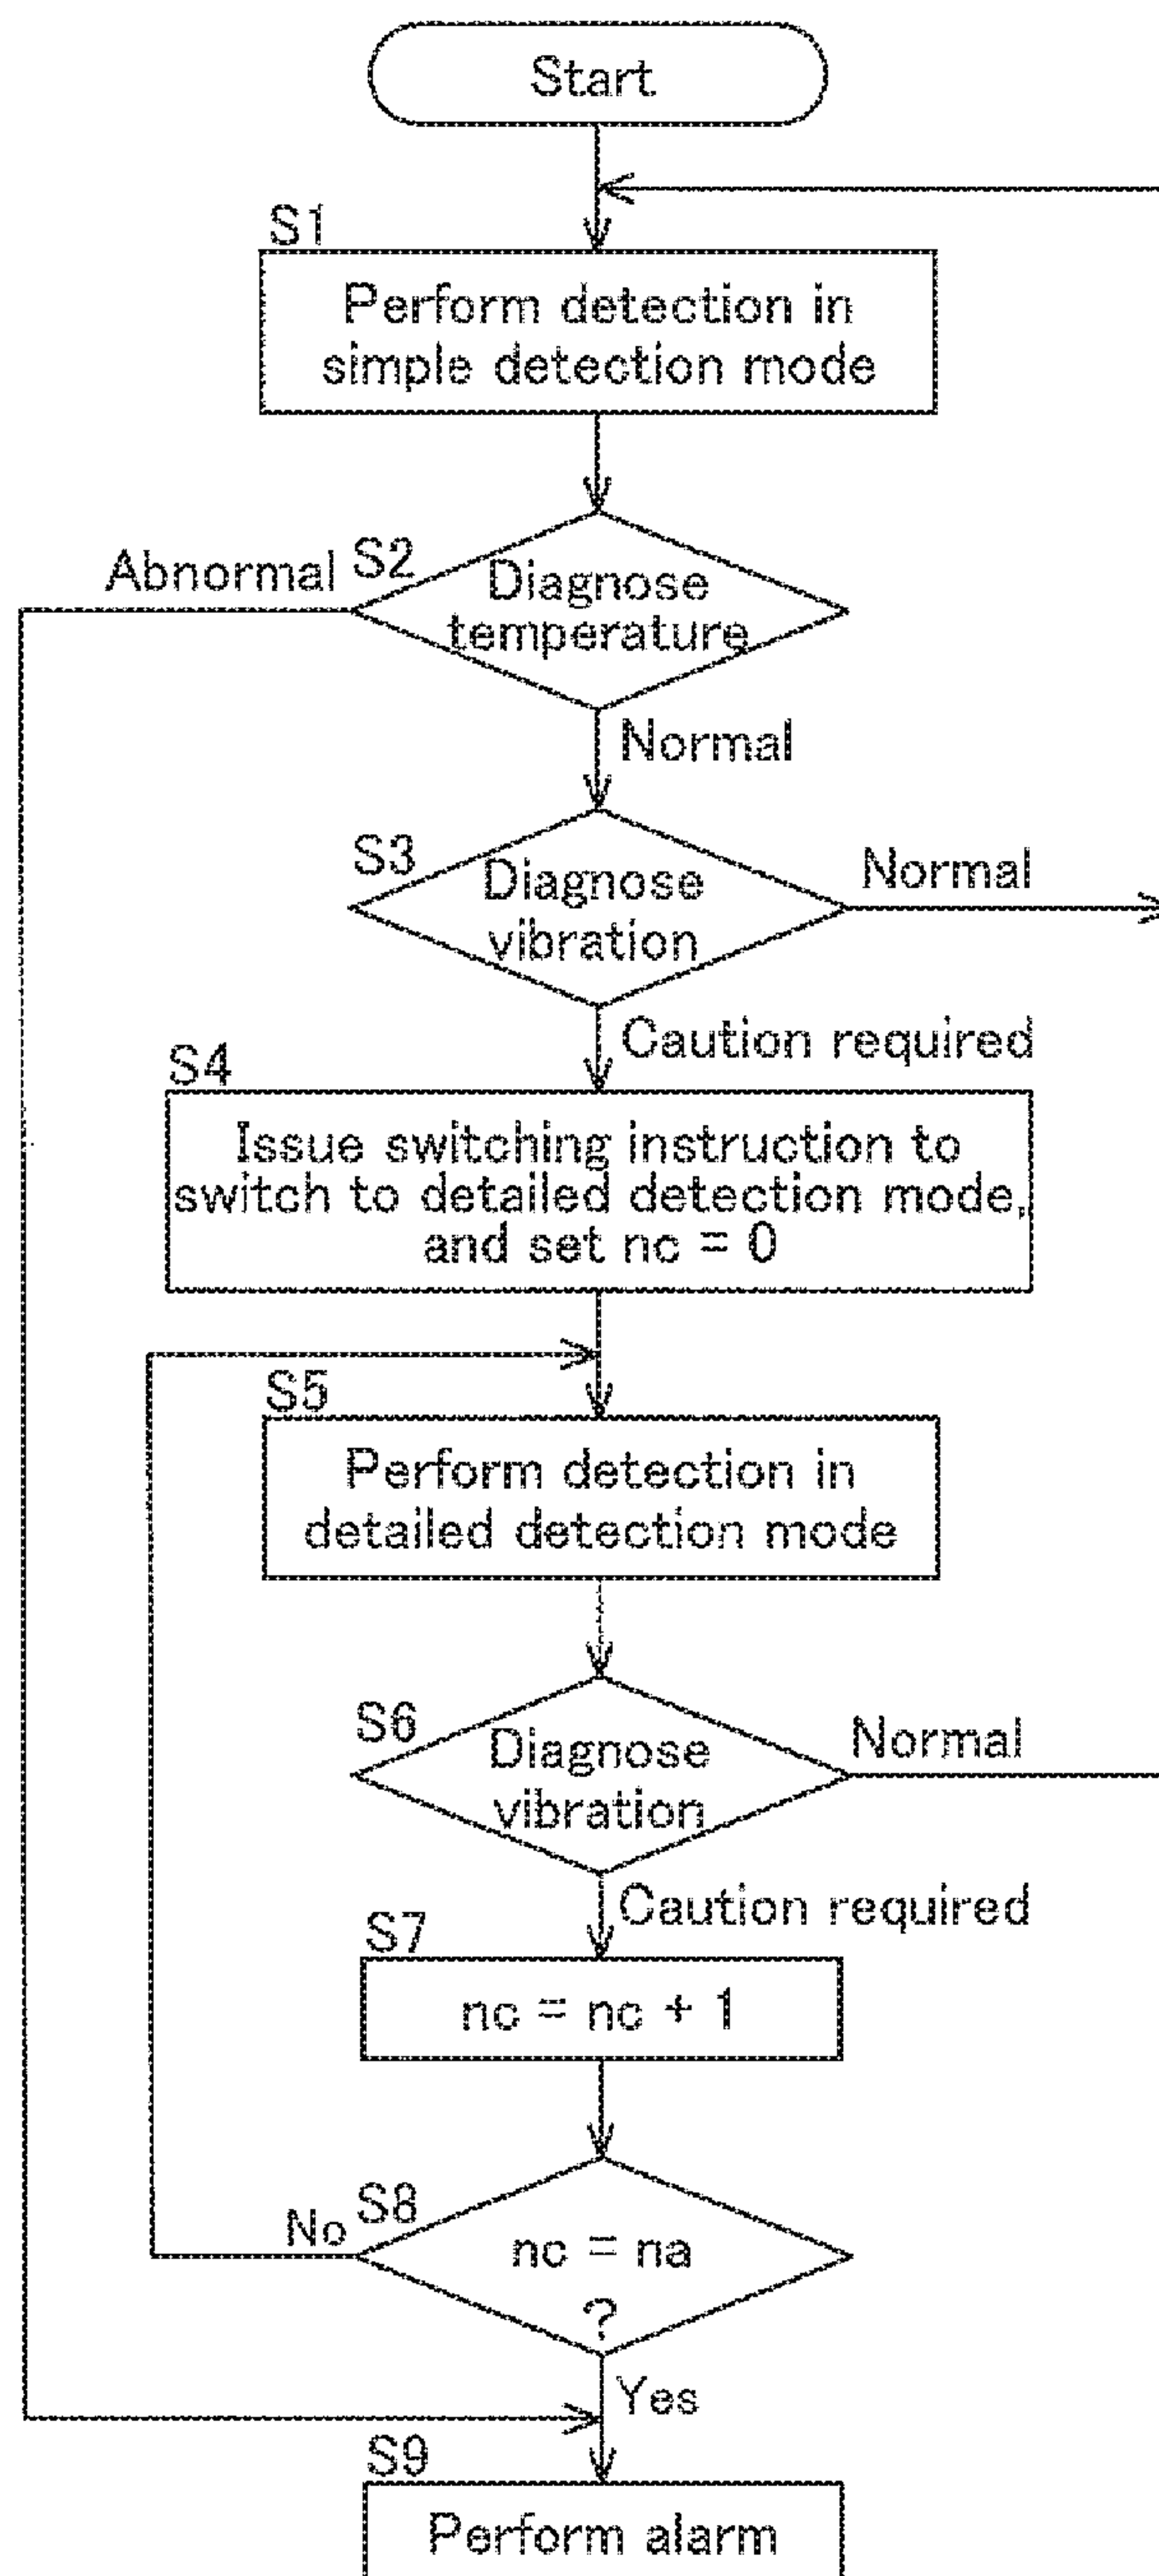 Start
S1
Perform detection in
simple detection mode
Abnormal
S2
Diagnose
temperature
Normal
S3
Diagnose
vibration
Normal
Caution required
S4
Issue switching instruction to
switch to detailed detection mode,
and set nc = 0
S5
Perform detection in
detailed detection mode
S6
Diagnose
vibration
Normal
Caution required
S7
nc = nc + 1
No
S8
nc = na
?
Yes
S9
Perform alarm